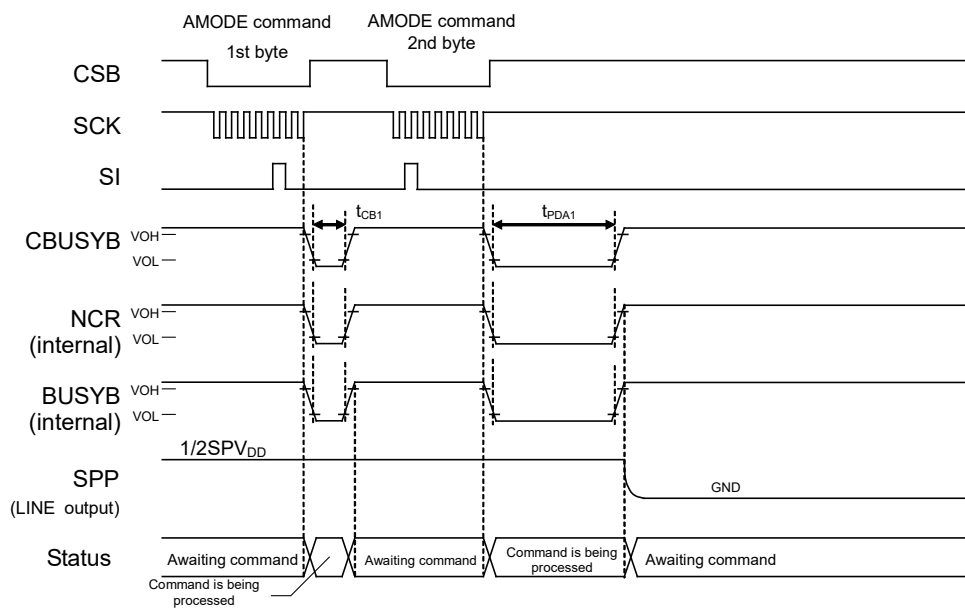 AMODE command
1st byte
AMODE command
2nd byte
CSB
SCK
SI
tCB1
tPDA1
CBUSYB
VOH
VOL
NCR
(internal)
VOH
VOL
BUSYB
(internal)
VOH
VOL
1/2SPVDD
SPP
(LINE output)
GND
Status
Awaiting command
Awaiting command
Command is being
processed
Awaiting command
Command is being
processed